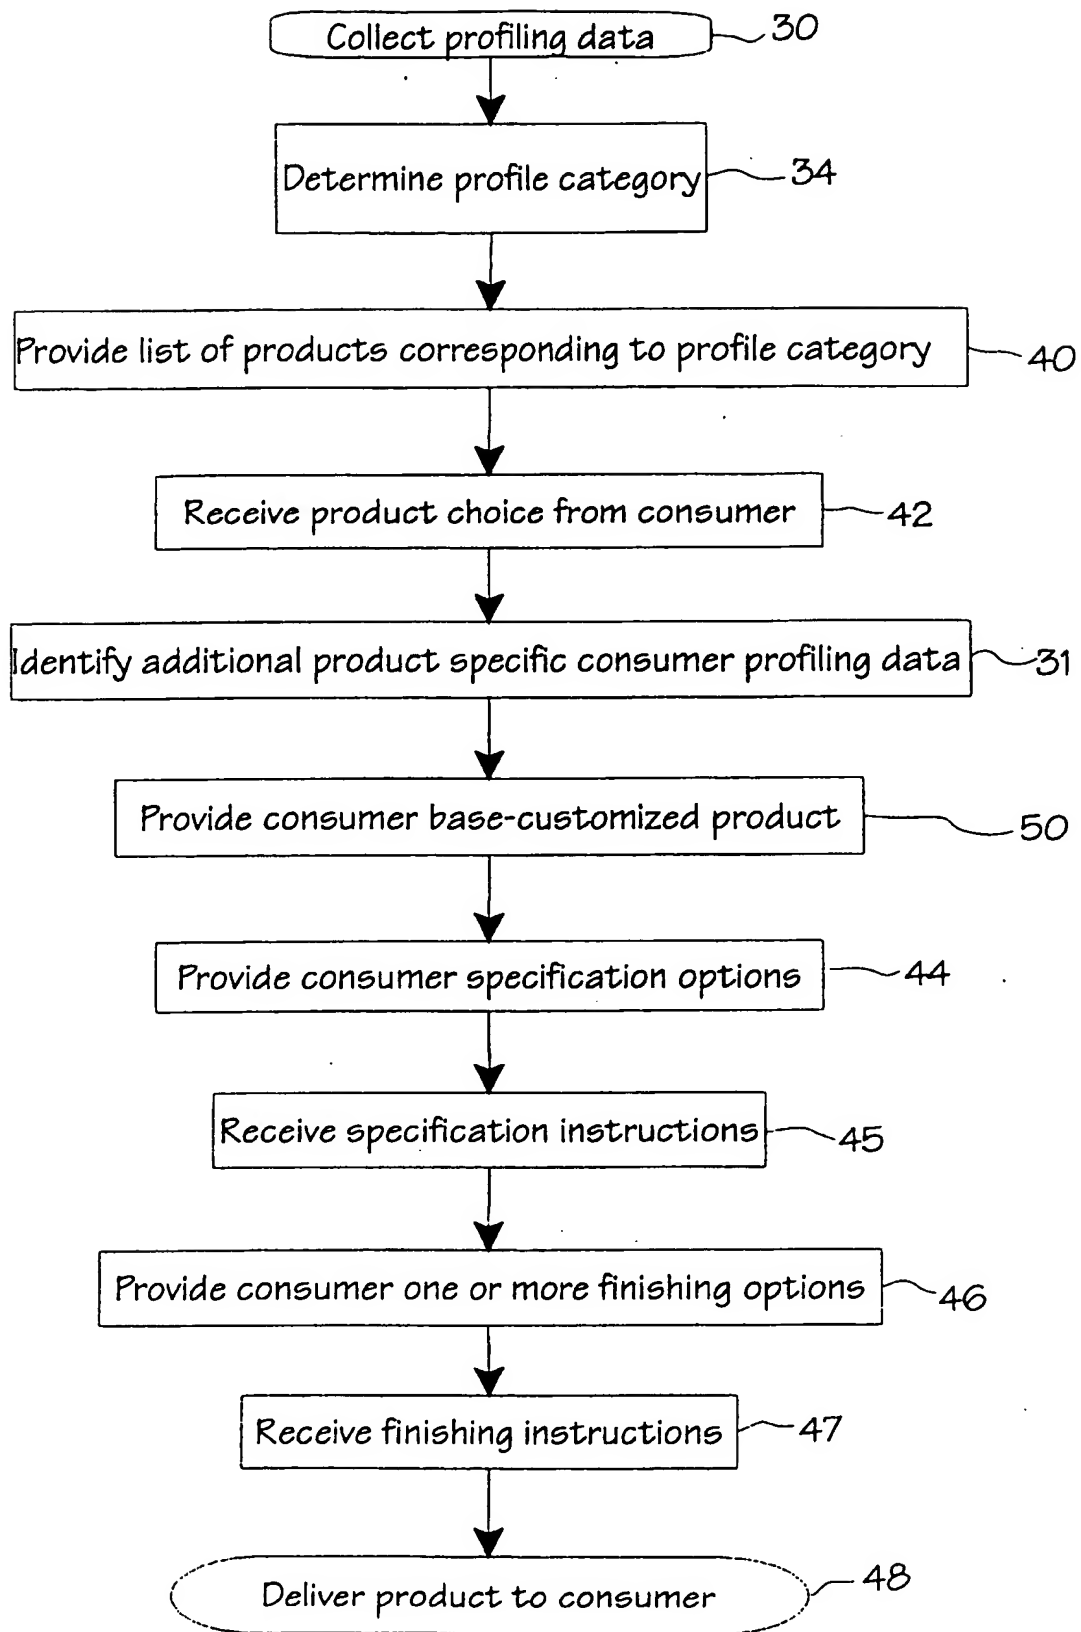 Collect profiling data 30
Determine profile category 34
Provide list of products corresponding to profile category 40
Receive product choice from consumer 42
Identify additional product specific consumer profiling data 31
Provide consumer base-customized product 50
Provide consumer specification options 44
Receive specification instructions 45
Provide consumer one or more finishing options 46
Receive finishing instructions 47
Deliver product to consumer 48